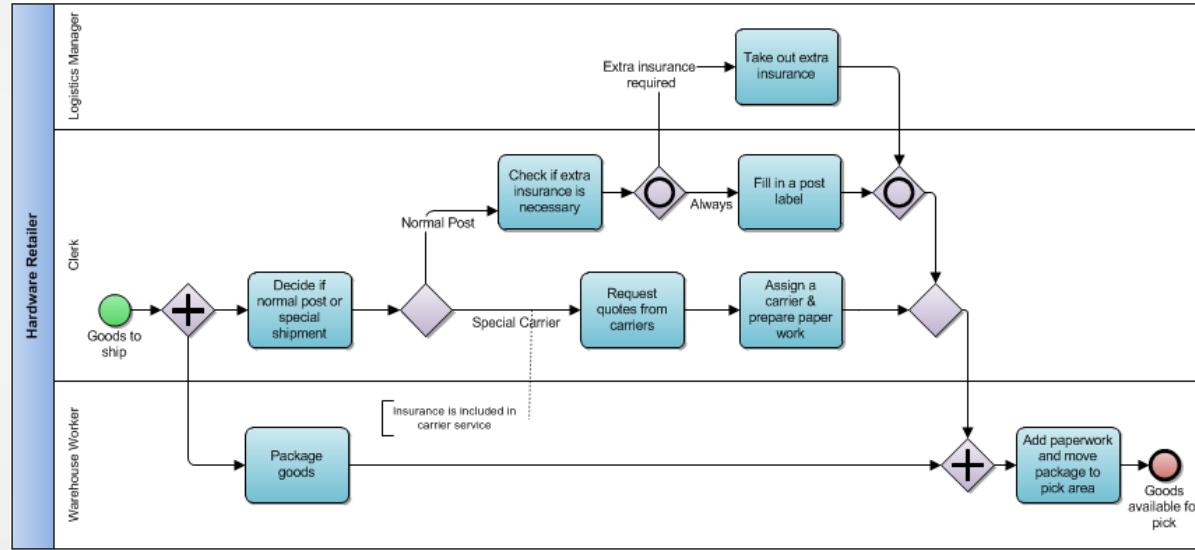 Hardware Retailer
Logistics Manager
Extra insurance
required
Take out extra
insurance
Clerk
Check if extra
insurance is
necessary
Always
Fill in a post
label
Normal Post
Goods to
ship
Decide if
normal post or
special
shipment
Special Carrier
Request
quotes from
carriers
Assign a
carrier &
prepare paper
work
Warehouse Worker
Insurance is included in
carrier service
Package
goods
Add paperwork
and move
package to
pick area
Goods
available fo
pick